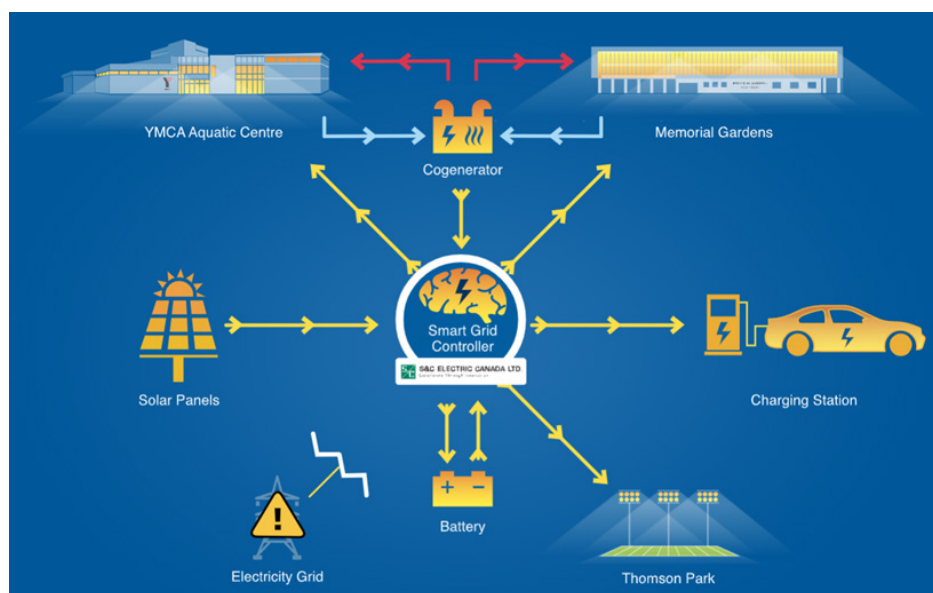 YMCA Aquatic Centre
Memorial Gardens
Cogenerator
Smart Grid
Controller
S&C ELECTRIC CANADA LTD.
Solar Panels
Charging Station
+ −
Battery
!
Electricity Grid
Thomson Park